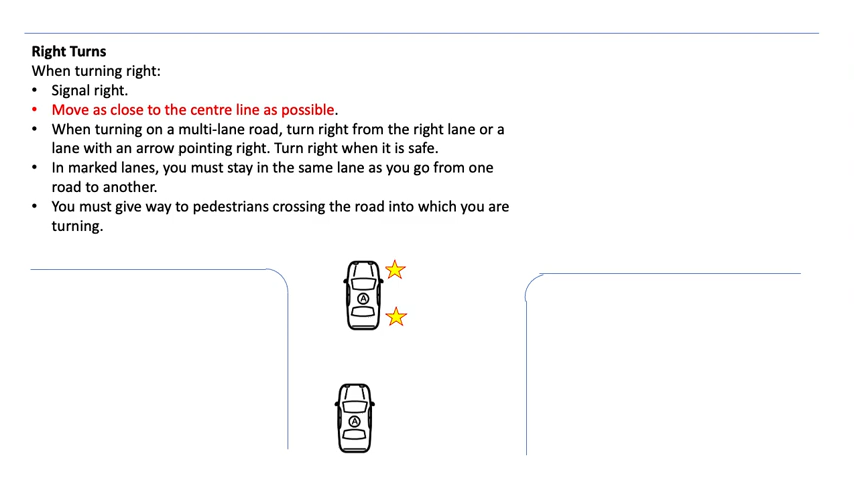 Right Turns
When turning right:
• Signal right.
• Move as close to the centre line as possible.
• When turning on a multi-lane road, turn right from the right lane or a
lane with an arrow pointing right. Turn right when it is safe.
• In marked lanes, you must stay in the same lane as you go from one
road to another.
• You must give way to pedestrians crossing the road into which you are
turning.
A
A